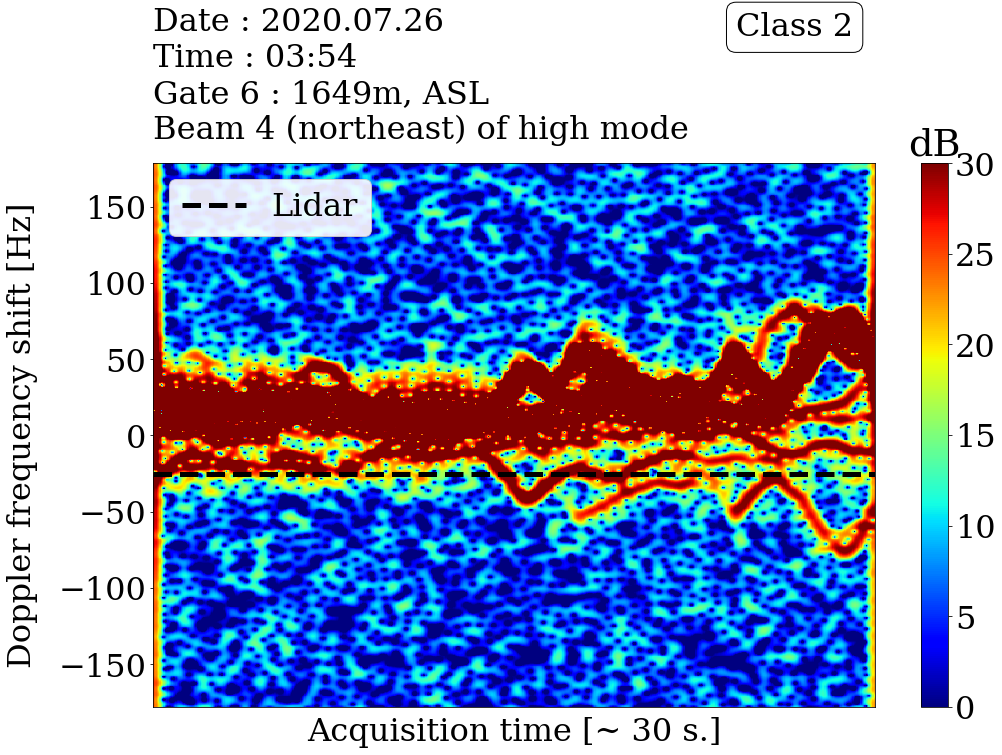 Date : 2020.07.26
Class 2
Time : 03:54
Gate 6 : 1649m, ASL
Beam 4 (northeast) of high mode
dB
Lidar
Doppler frequency shift [Hz]
150
100
50
0
−50
−100
−150
30
25
20
15
10
5
0
Acquisition time [~ 30 s.]